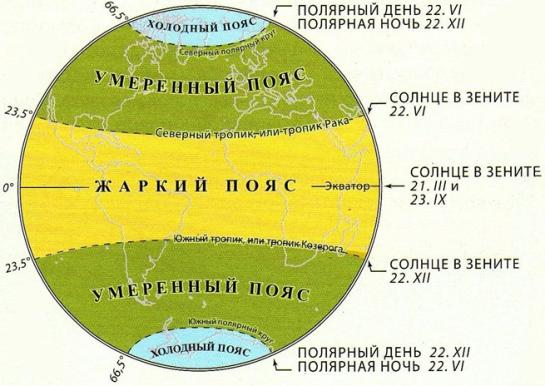 66,5°
ХОЛОДНЫЙ ПОЯС
Северный полярный круг
ПОЛЯРНЫЙ ДЕНЬ 22. VI
ПОЛЯРНАЯ НОЧЬ 22. XII
УМЕРЕННЫЙ ПОЯС
23,5°
Северный тропик, или тропик Рака
СОЛНЦЕ В ЗЕНИТЕ
22. VI
0°
ЖАРКИЙ ПОЯС
Экватор
СОЛНЦЕ В ЗЕНИТЕ
21. III и
23. IX
23,5°
Южный тропик, или тропик Козерога
СОЛНЦЕ В ЗЕНИТЕ
22. XII
УМЕРЕННЫЙ ПОЯС
Южный полярный круг
66,5°
ХОЛОДНЫЙ ПОЯС
ПОЛЯРНЫЙ ДЕНЬ 22. XII
ПОЛЯРНАЯ НОЧЬ 22. VI